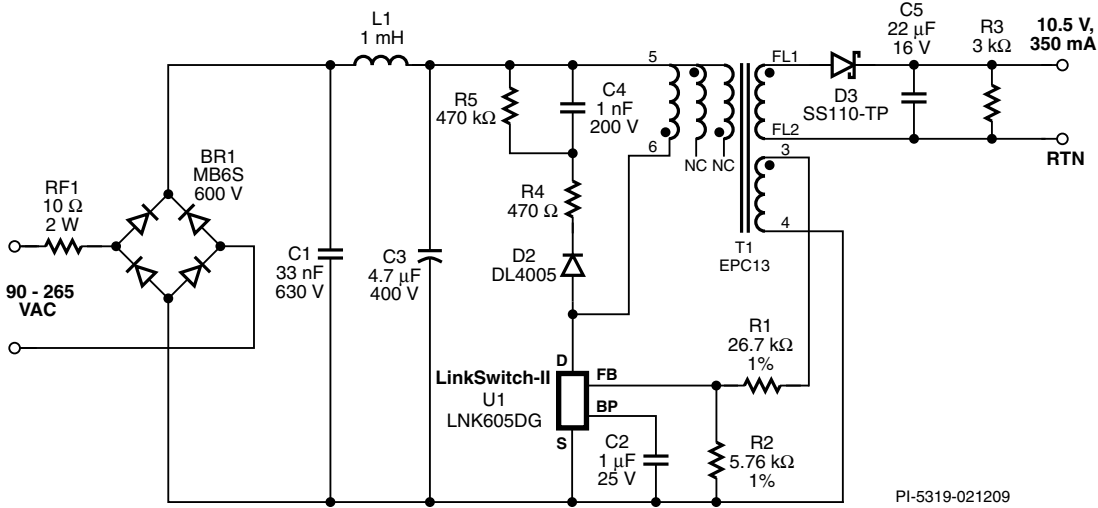 L1
1 mH
C5
22 μF
16 V
R3
3 kΩ
10.5 V,
350 mA
5
FL1
R5
470 kΩ
C4
1 nF
200 V
D3
SS110-TP
FL2
6
NC NC
3
RTN
BR1
MB6S
600 V
RF1
10 Ω
2 W
R4
470 Ω
4
T1
EPC13
C1
33 nF
630 V
C3
4.7 μF
400 V
D2
DL4005
90 - 265
VAC
R1
26.7 kΩ
1%
D
LinkSwitch-II
U1
LNK605DG
FB
BP
S
C2
1 μF
25 V
R2
5.76 kΩ
1%
PI-5319-021209